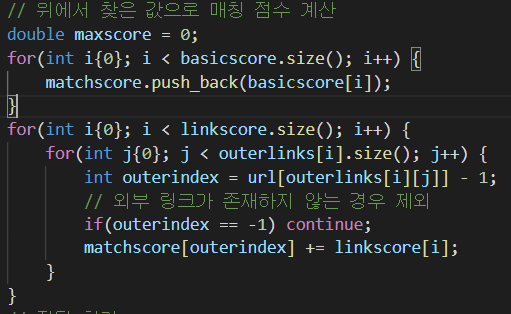 // 위에서 찾은 값으로 매칭 점수 계산
double maxscore = 0;
for(int i{0}; i < basicscore.size(); i++) {
matchscore.push_back(basicscore[i]);
}
for(int i{0}; i < linkscore.size(); i++) {
for(int j{0}; j < outerlinks[i].size(); j++) {
int outerindex = url[outerlinks[i][j]] - 1;
// 외부 링크가 존재하지 않는 경우 제외
if(outerindex == -1) continue;
matchscore[outerindex] += linkscore[i];
}
}